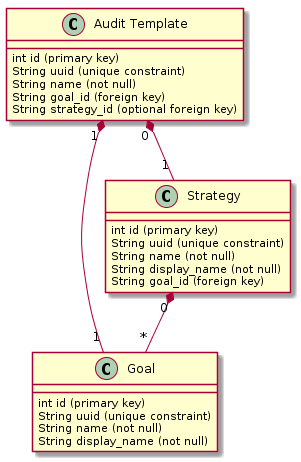 C Audit Template
int id (primary key)
String uuid (unique constraint)
String name (not null)
String goal_id (foreign key)
String strategy_id (optional foreign key)
1 0
1
C Strategy
int id (primary key)
String uuid (unique constraint)
String name (not null)
String display_name (not null)
String goal_id (foreign key)
0
1 *
C Goal
int id (primary key)
String uuid (unique constraint)
String name (not null)
String display_name (not null)